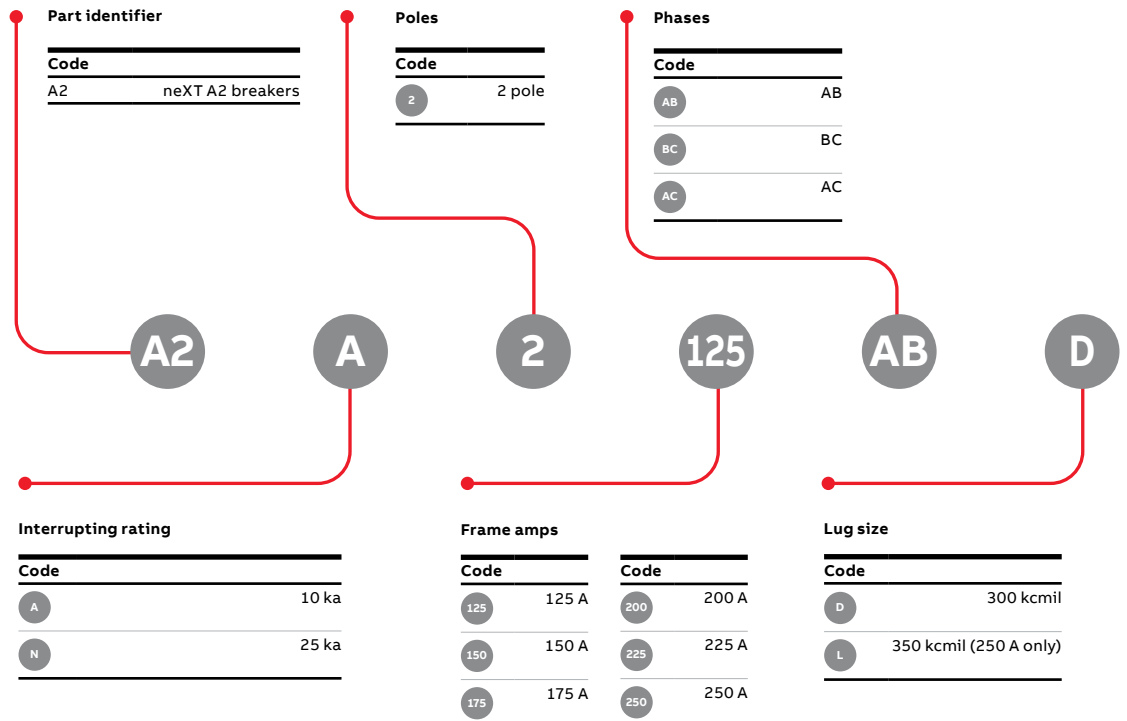 Part identifier
Code
A2 neXT A2 breakers
Poles
Code
2 2 pole
Phases
Code
AB AB
BC BC
AC AC
A2 A 2 125 AB D
Interrupting rating
Code
A 10 ka
N 25 ka
Frame amps
Code
125 125 A
150 150 A
175 175 A
Code
200 200 A
225 225 A
250 250 A
Lug size
Code
D 300 kcmil
L 350 kcmil (250 A only)